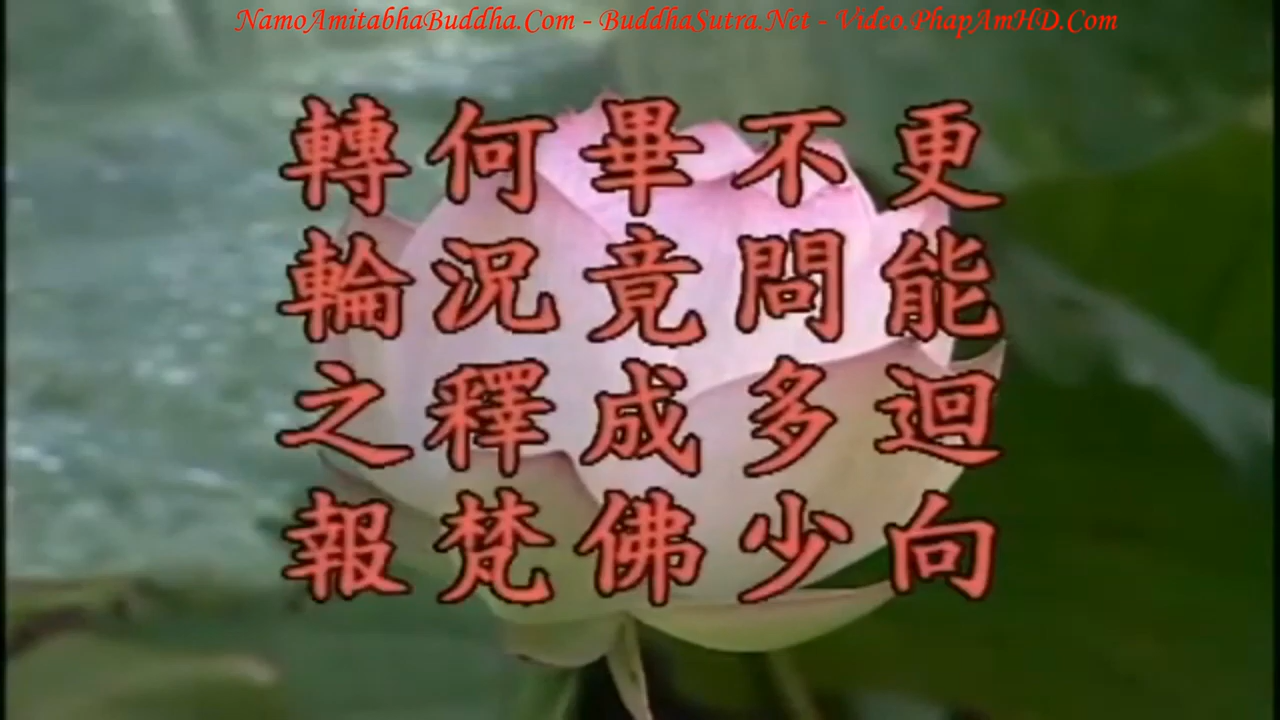 NamoAmitabhaBuddha.Com - BuddhaSutra.Net - Video.PhapAmHD.Com
更能迴向
不問多少
畢竟成佛
何況釋梵
轉輪之報